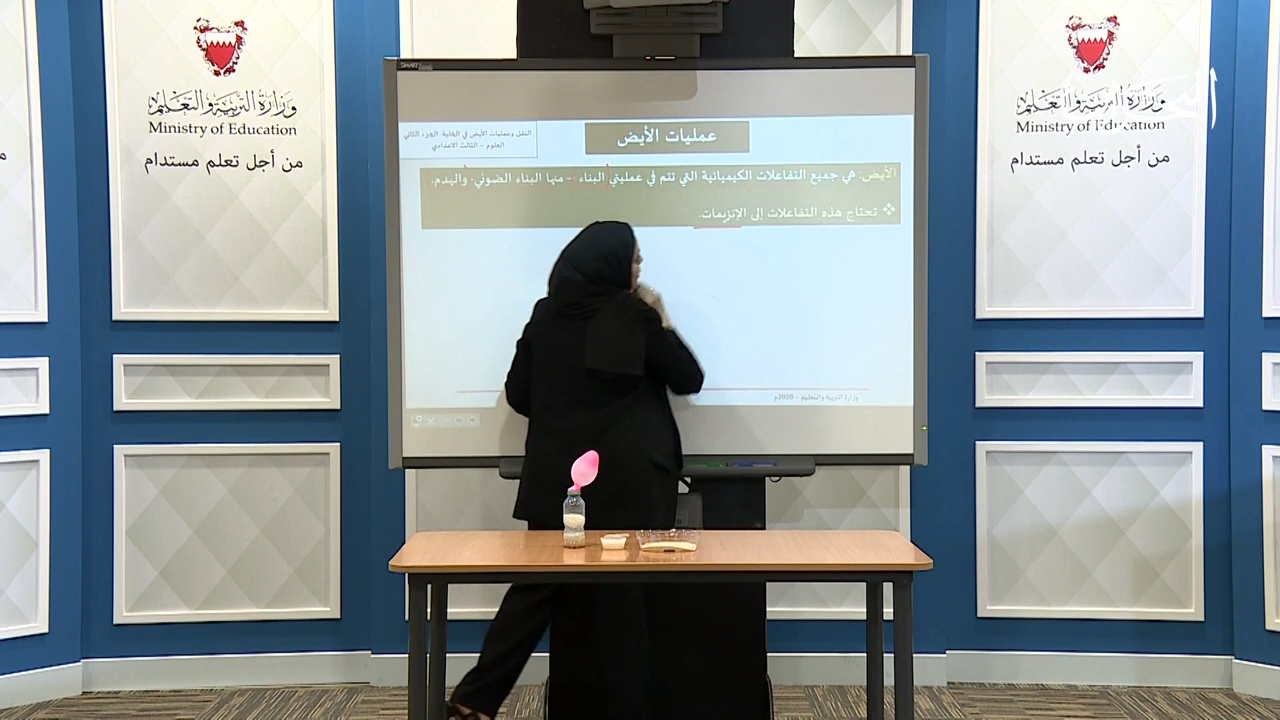 وزارة التربية والتعليم
Ministry of Education
من أجل تعلم مستدام
SMART
النقل وعمليات الأيض في الخلية- الجزء الثاني
العلوم – الثالث الاعدادي
عمليات الأيض
الأيض: هي جميع التفاعلات الكيميائية التي تتم في عمليتي البناء – منها البناء الضوئي- والهدم.
❖ تحتاج هذه التفاعلات إلى الإنزيمات.
وزارة التربية والتعليم – 2020م
وزارة التربية والتعليم
Ministry of Education
من أجل تعلم مستدام